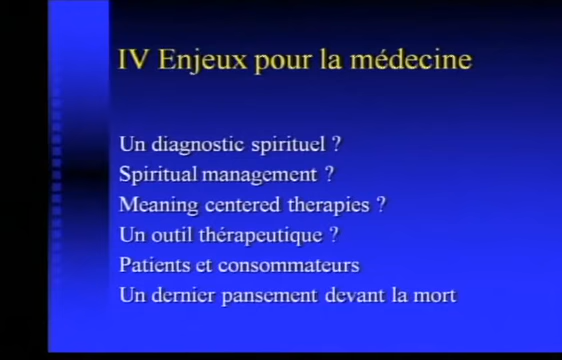 IV Enjeux pour la médecine
Un diagnostic spirituel ?
Spiritual management ?
Meaning centered therapies ?
Un outil thérapeutique ?
Patients et consommateurs
Un dernier pansement devant la mort